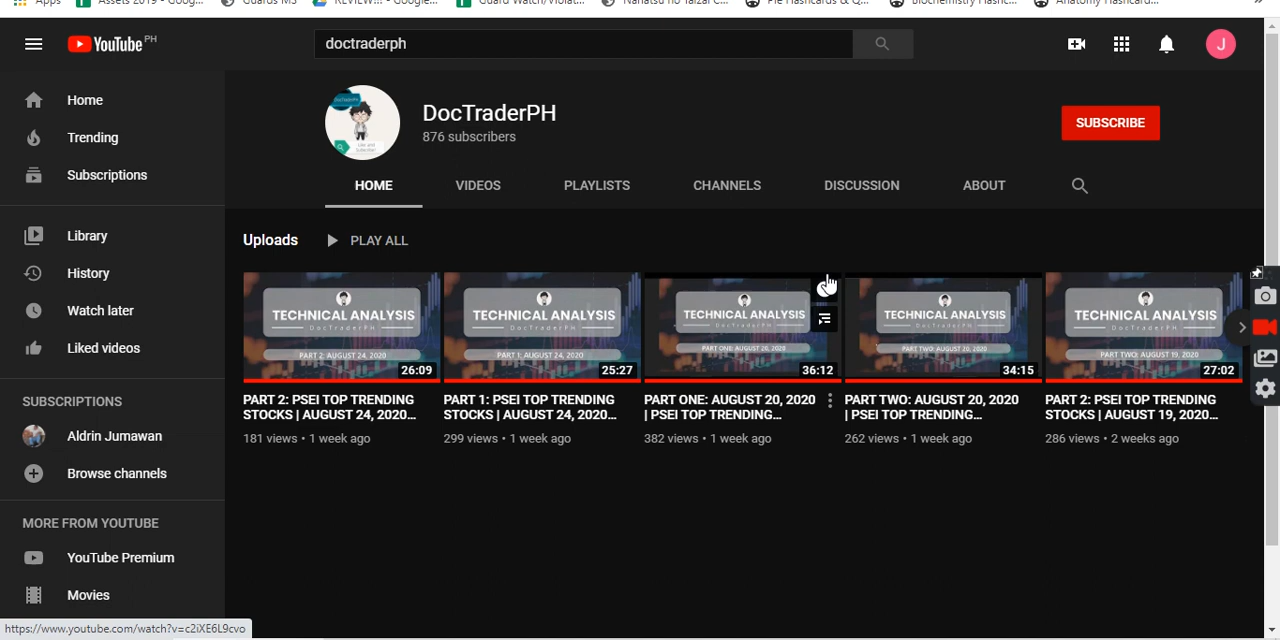 Apps
Assets 2019 - Goog...
Guards MS
REVIEW!!! - Google...
Guard Watch/Violat...
Nanatsu no Taizai C...
Pie Flashcards & Q...
Biochemistry Flashc...
Anatomy Flashcard...
YouTube PH
doctraderph
J
Home
Trending
Subscriptions
Library
History
Watch later
Liked videos
SUBSCRIPTIONS
Aldrin Jumawan
Browse channels
MORE FROM YOUTUBE
YouTube Premium
Movies
DocTraderPH
876 subscribers
SUBSCRIBE
HOME VIDEOS PLAYLISTS CHANNELS DISCUSSION ABOUT
Uploads PLAY ALL
TECHNICAL ANALYSIS
DocTraderPH
PART 2: AUGUST 24, 2020
26:09
PART 2: PSEI TOP TRENDING
STOCKS | AUGUST 24, 2020...
181 views • 1 week ago
TECHNICAL ANALYSIS
DocTraderPH
PART 1: AUGUST 24, 2020
25:27
PART 1: PSEI TOP TRENDING
STOCKS | AUGUST 24, 2020...
299 views • 1 week ago
TECHNICAL ANALYSIS
DocTraderPH
PART ONE: AUGUST 20, 2020
36:12
PART ONE: AUGUST 20, 2020
| PSEI TOP TRENDING...
382 views • 1 week ago
TECHNICAL ANALYSIS
DocTraderPH
PART TWO: AUGUST 20, 2020
34:15
PART TWO: AUGUST 20, 2020
| PSEI TOP TRENDING...
262 views • 1 week ago
TECHNICAL ANALYSIS
DocTraderPH
PART TWO: AUGUST 19, 2020
27:02
PART 2: PSEI TOP TRENDING
STOCKS | AUGUST 19, 2020...
286 views • 2 weeks ago
https://www.youtube.com/watch?v=c2iXE6L9cvo